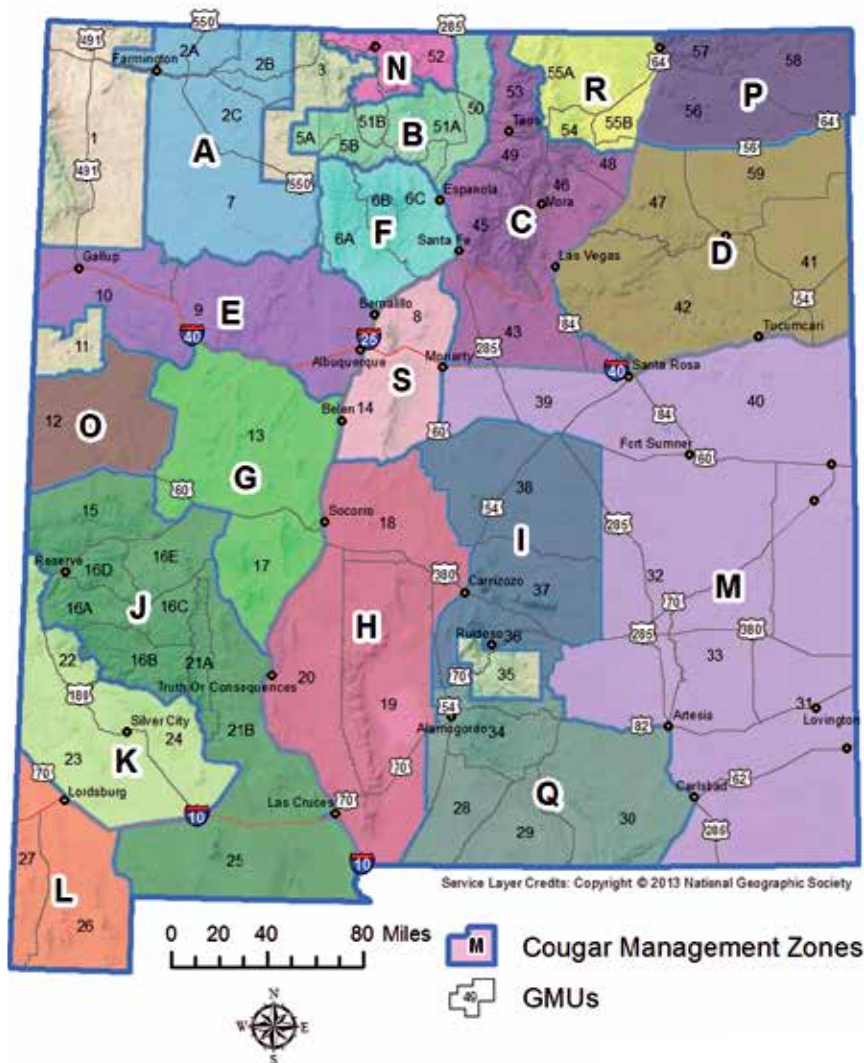 550
285
491
2A
Farmington
2B
3
N
52
53
55A
R
64
57
58
P
56
64
1
2C
A
5A
5B
51B
B
51A
50
Taos
49
54
55B
48
56
59
491
7
550
6B
6C
Espanola
46
Mora
47
6A
F
45
C
Santa Fe
Las Vegas
D
41
Gallup
10
9
E
Bernalillo
8
42
54
40
25
Albuquerque
285
43
84
Tucumcari
11
Moriarty
40
Santa Rosa
S
12
O
13
Belen
14
39
84
40
60
Fort Sumner
60
G
60
38
54
15
Socorro
18
I
285
Reserve
16E
16D
17
380
Carrizozo
37
32
M
16A
J
16C
H
70
22
16B
21A
Ruidoso
36
285
380
33
20
70
35
Truth Or Consequences
180
19
54
Silver City
24
21B
Alamogordo
34
82
Artesia
31
Lovington
23
K
70
70
Lordsburg
Las Cruces
70
28
Q
62
Carlsbad
10
29
30
285
27
25
10
L
26
Service Layer Credits: Copyright © 2013 National Geographic Society
0 20 40 80 Miles
M
Cougar Management Zones
49
GMUs
N
W
E
S